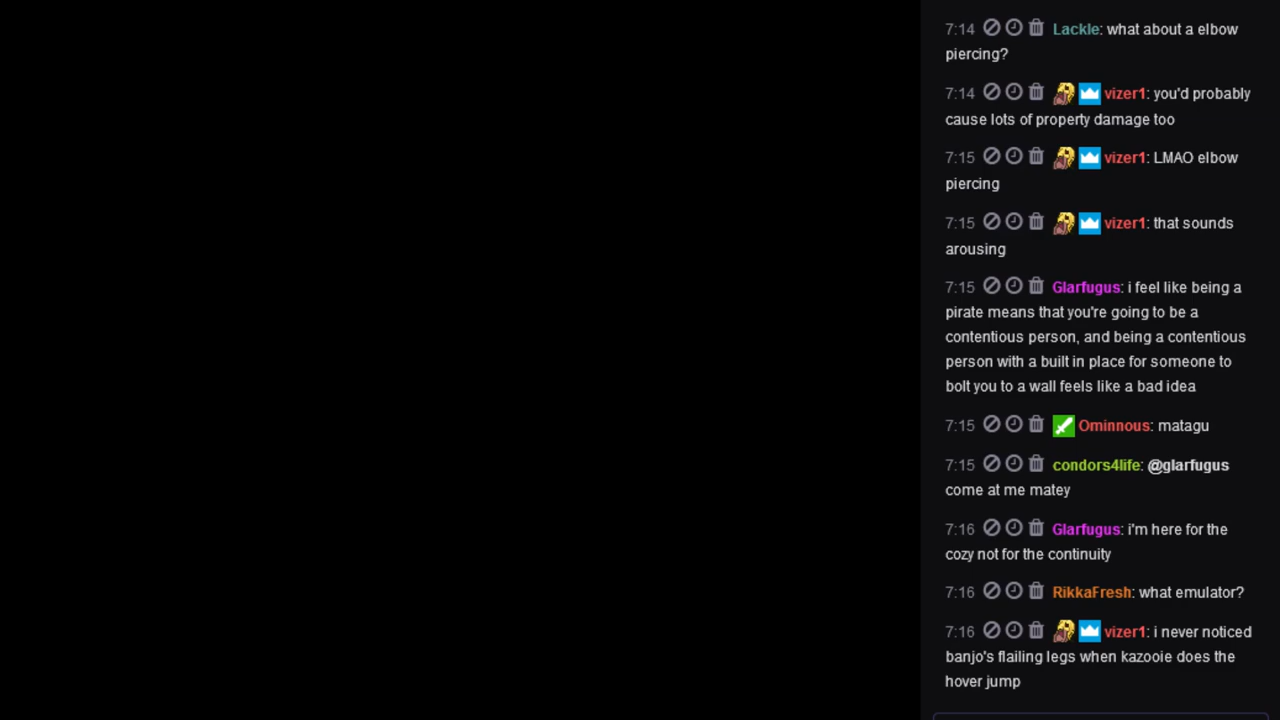 7:14 Lackle: what about a elbow
piercing?
7:14 vizer1: you'd probably
cause lots of property damage too
7:15 vizer1: LMAO elbow
piercing
7:15 vizer1: that sounds
arousing
7:15 Glarfugus: i feel like being a
pirate means that you're going to be a
contentious person, and being a contentious
person with a built in place for someone to
bolt you to a wall feels like a bad idea
7:15 Ominnous: matagu
7:15 condors4life: @glarfugus
come at me matey
7:16 Glarfugus: i'm here for the
cozy not for the continuity
7:16 RikkaFresh: what emulator?
7:16 vizer1: i never noticed
banjo's flailing legs when kazooie does the
hover jump